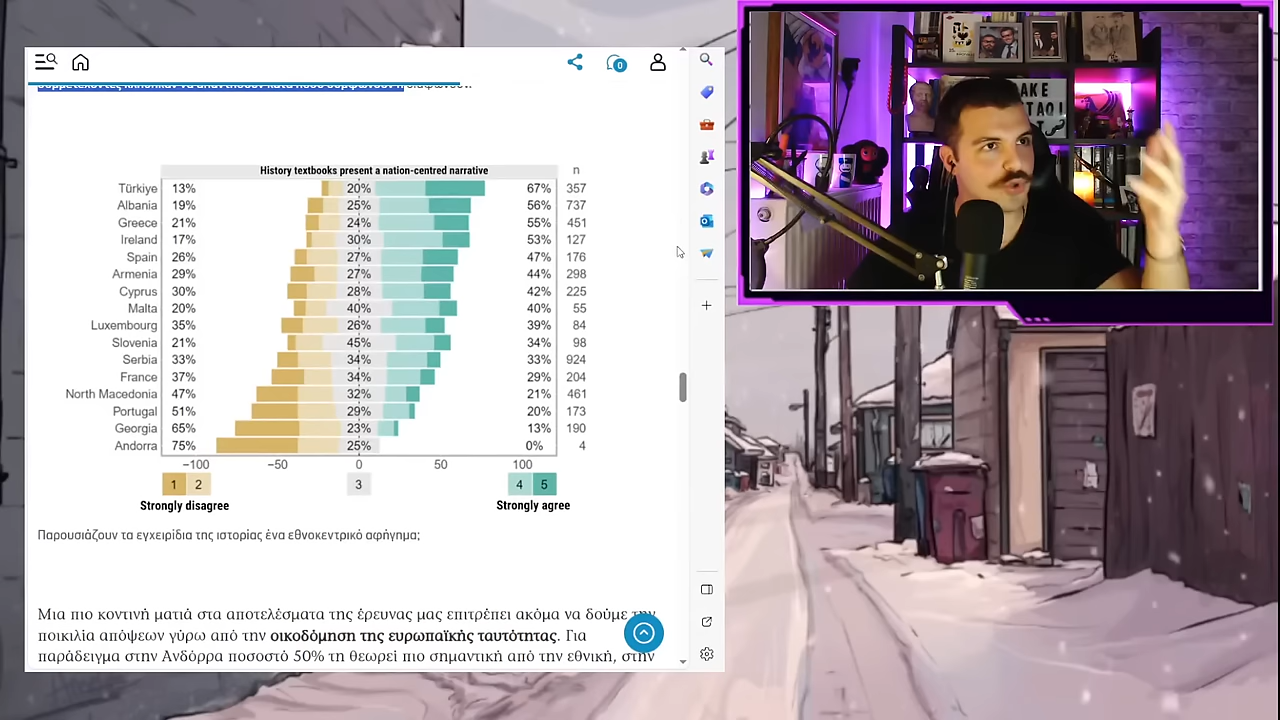 0
History textbooks present a nation-centred narrative n
Türkiye 13% 20% 67% 357
Albania 19% 25% 56% 737
Greece 21% 24% 55% 451
Ireland 17% 30% 53% 127
Spain 26% 27% 47% 176
Armenia 29% 27% 44% 298
Cyprus 30% 28% 42% 225
Malta 20% 40% 40% 55
Luxembourg 35% 26% 39% 84
Slovenia 21% 45% 34% 98
Serbia 33% 34% 33% 924
France 37% 34% 29% 204
North Macedonia 47% 32% 21% 461
Portugal 51% 29% 20% 173
Georgia 65% 23% 13% 190
Andorra 75% 25% 0% 4
−100 −50 0 50 100
1 2 3 4 5
Strongly disagree Strongly agree
Παρουσιάζουν τα εγχειρίδια της ιστορίας ένα εθνοκεντρικό αφήγημα;
Μια πιο κοντινή ματιά στα αποτελέσματα της έρευνας μας επιτρέπει ακόμα να δούμε την
ποικιλία απόψεων γύρω από την οικοδόμηση της ευρωπαϊκής ταυτότητας. Για
παράδειγμα στην Ανδόρρα ποσοστό 50% τη θεωρεί πιο σημαντική από την εθνική, στην